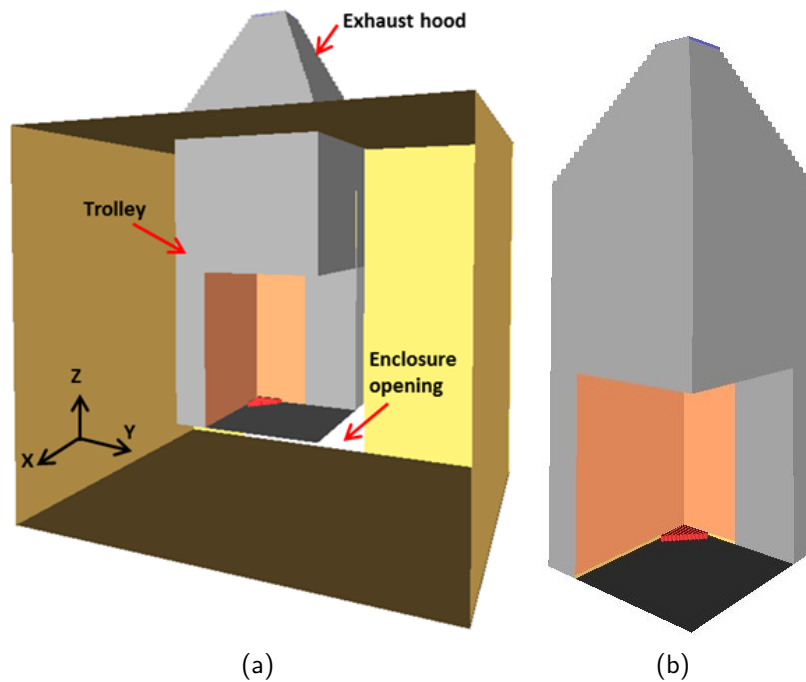 Exhaust hood
Trolley
Enclosure
opening
Z
Y
X
(a)
(b)